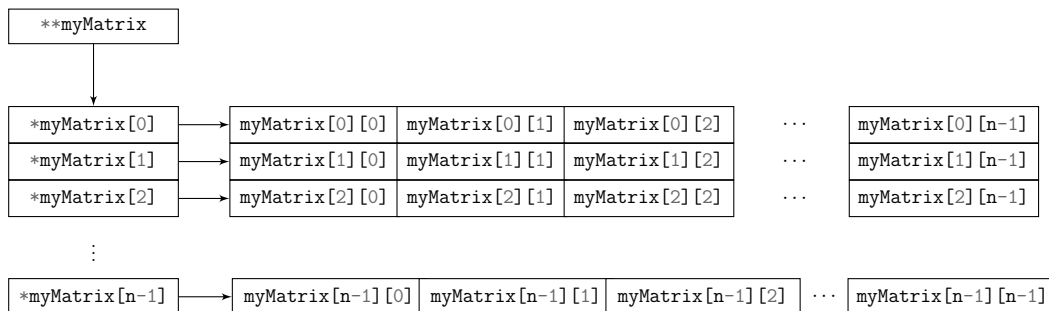 **myMatrix
*myMatrix[0] myMatrix[0][0] myMatrix[0][1] myMatrix[0][2] ··· myMatrix[0][n-1]
*myMatrix[1] myMatrix[1][0] myMatrix[1][1] myMatrix[1][2] ··· myMatrix[1][n-1]
*myMatrix[2] myMatrix[2][0] myMatrix[2][1] myMatrix[2][2] ··· myMatrix[2][n-1]
⋮
*myMatrix[n-1] myMatrix[n-1][0] myMatrix[n-1][1] myMatrix[n-1][2] ··· myMatrix[n-1][n-1]